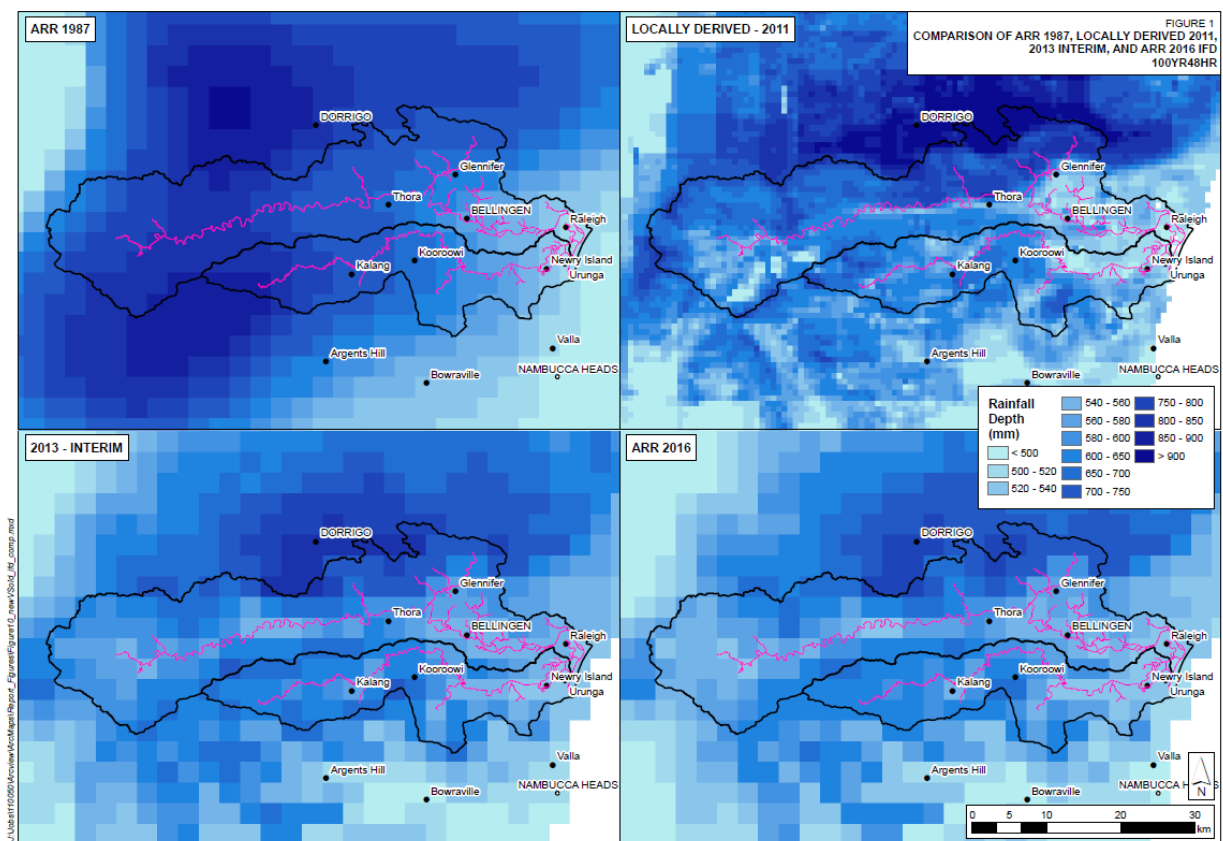 ARR 1987
DORRIGO
Glennifer
Thora
BELLINGEN
Raleigh
Kooroowi
Newry Island
Kalang
Urunga
Valla
Argents Hill
NAMBUCCA HEADS
Bowraville
LOCALLY DERIVED - 2011
FIGURE 1
COMPARISON OF ARR 1987, LOCALLY DERIVED 2011,
2013 INTERIM, AND ARR 2016 IFD
100YR48HR
DORRIGO
Glennifer
Thora
BELLINGEN
Raleigh
Kooroowi
Newry Island
Kalang
Urunga
Valla
Argents Hill
NAMBUCCA HEADS
Bowraville
Rainfall
Depth
(mm)
< 500
500 - 520
520 - 540
540 - 560
560 - 580
580 - 600
600 - 650
650 - 700
700 - 750
750 - 800
800 - 850
850 - 900
> 900
2013 - INTERIM
DORRIGO
Glennifer
Thora
BELLINGEN
Raleigh
Kooroowi
Newry Island
Kalang
Urunga
Valla
Argents Hill
NAMBUCCA HEADS
Bowraville
ARR 2016
DORRIGO
Glennifer
Thora
BELLINGEN
Raleigh
Kooroowi
Newry Island
Kalang
Urunga
Valla
Argents Hill
NAMBUCCA HEADS
Bowraville
N
0 5 10 20 30
km